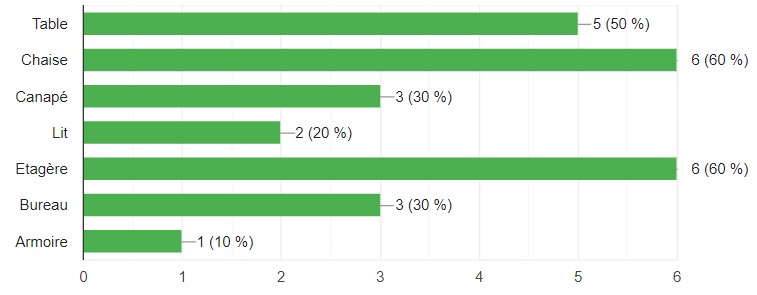 Table 5 (50 %)
Chaise 6 (60 %)
Canapé 3 (30 %)
Lit 2 (20 %)
Etagère 6 (60 %)
Bureau 3 (30 %)
Armoire 1 (10 %)
0 1 2 3 4 5 6